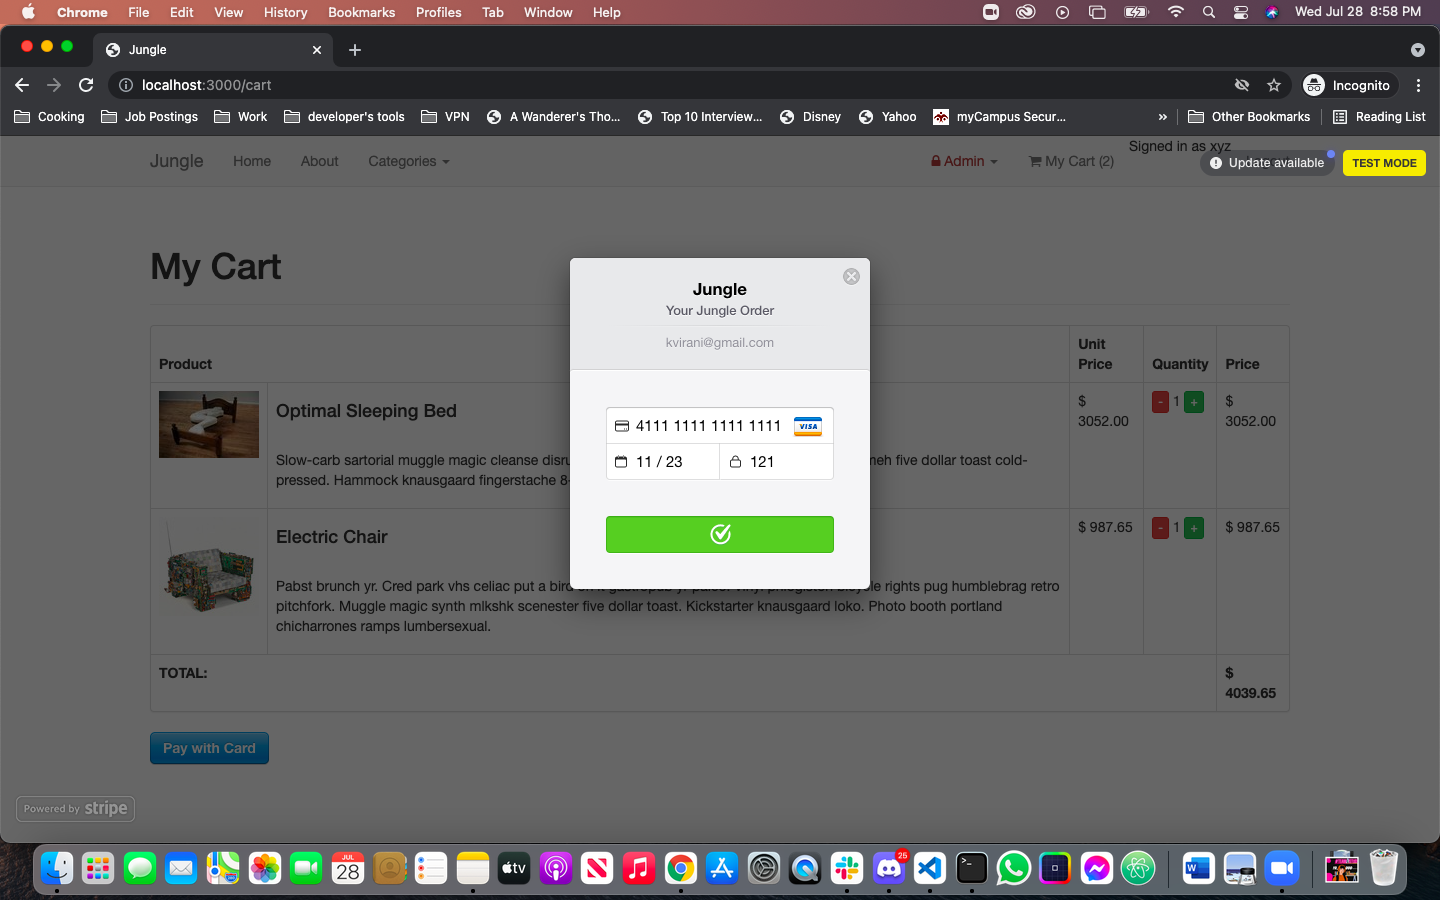 Chrome File Edit View History Bookmarks Profiles Tab Window Help Wed Jul 28 8:58 PM
Jungle
localhost:3000/cart Incognito
Cooking Job Postings Work developer's tools VPN A Wanderer's Tho... Top 10 Interview... Disney Yahoo myCampus Secur... » Other Bookmarks Reading List
Signed in as xyz
Jungle Home About Categories Admin My Cart (2) Update available TEST MODE
My Cart
Jungle
Your Jungle Order
kvirani@gmail.com
4111 1111 1111 1111 VISA
11 / 23 121
Product Unit Price Quantity Price
Optimal Sleeping Bed $ 3052.00 - 1 + $ 3052.00
Slow-carb sartorial muggle magic cleanse disru meh five dollar toast cold-
pressed. Hammock knausgaard fingerstache 8-
Electric Chair $ 987.65 - 1 + $ 987.65
Pabst brunch yr. Cred park vhs celiac put a bird rights pug humblebrag retro
pitchfork. Muggle magic synth mlkshk scenester five dollar toast. Kickstarter knausgaard loko. Photo booth portland
chicharrones ramps lumbersexual.
TOTAL: $ 4039.65
Pay with Card
Powered by stripe
JUL
28
tv
25